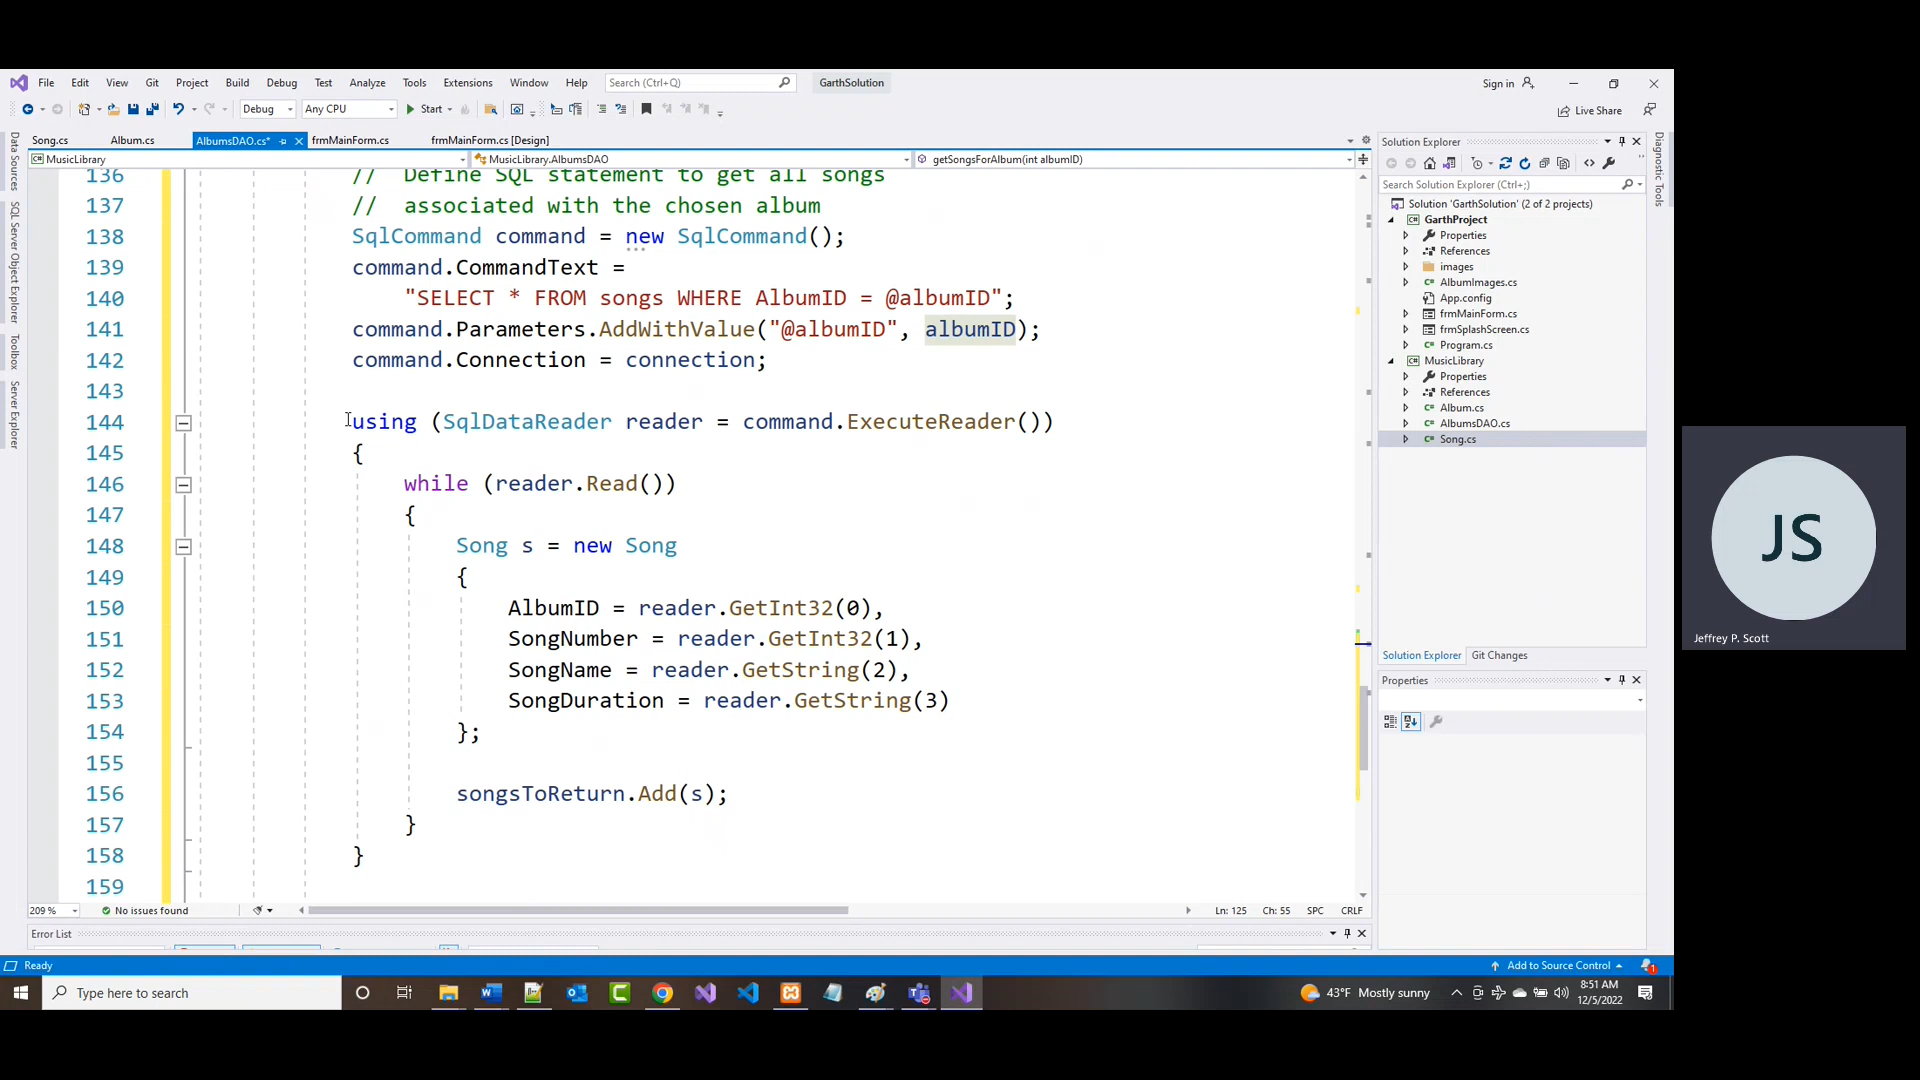 File Edit View Git Project Build Debug Test Analyze Tools Extensions Window Help Search (Ctrl+Q) GarthSolution Sign in
Debug Any CPU Start Live Share
Song.cs Album.cs AlbumsDAO.cs* frmMainForm.cs frmMainForm.cs [Design]
MusicLibrary MusicLibrary.AlbumsDAO getSongsForAlbum(int albumID)
Data Sources
SQL Server Object Explorer
Toolbox
Server Explorer
136 // Define SQL statement to get all songs
137 // associated with the chosen album
138 SqlCommand command = new SqlCommand();
139 command.CommandText =
140 "SELECT * FROM songs WHERE AlbumID = @albumID";
141 command.Parameters.AddWithValue("@albumID", albumID);
142 command.Connection = connection;
143
144 using (SqlDataReader reader = command.ExecuteReader())
145 {
146 while (reader.Read())
147 {
148 Song s = new Song
149 {
150 AlbumID = reader.GetInt32(0),
151 SongNumber = reader.GetInt32(1),
152 SongName = reader.GetString(2),
153 SongDuration = reader.GetString(3)
154 };
155
156 songsToReturn.Add(s);
157 }
158 }
159
209 % No issues found Ln: 125 Ch: 55 SPC CRLF
Error List
Solution Explorer
Search Solution Explorer (Ctrl+;)
Solution 'GarthSolution' (2 of 2 projects)
GarthProject
Properties
References
images
AlbumImages.cs
App.config
frmMainForm.cs
frmSplashScreen.cs
Program.cs
MusicLibrary
Properties
References
Album.cs
AlbumsDAO.cs
Song.cs
Solution Explorer Git Changes
Properties
Diagnostic Tools
JS
Jeffrey P. Scott
Ready Add to Source Control 1
Type here to search 43°F Mostly sunny 8:51 AM
12/5/2022